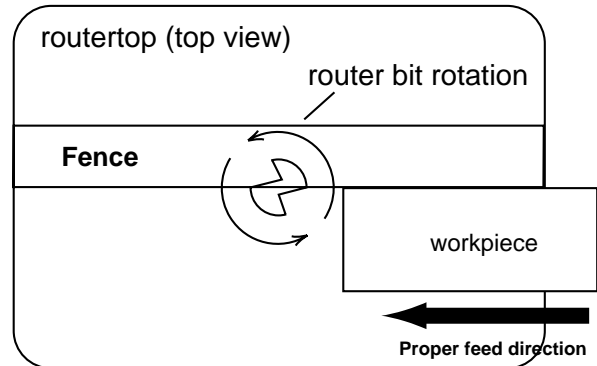 routertop (top view)
router bit rotation
Fence
workpiece
Proper feed direction